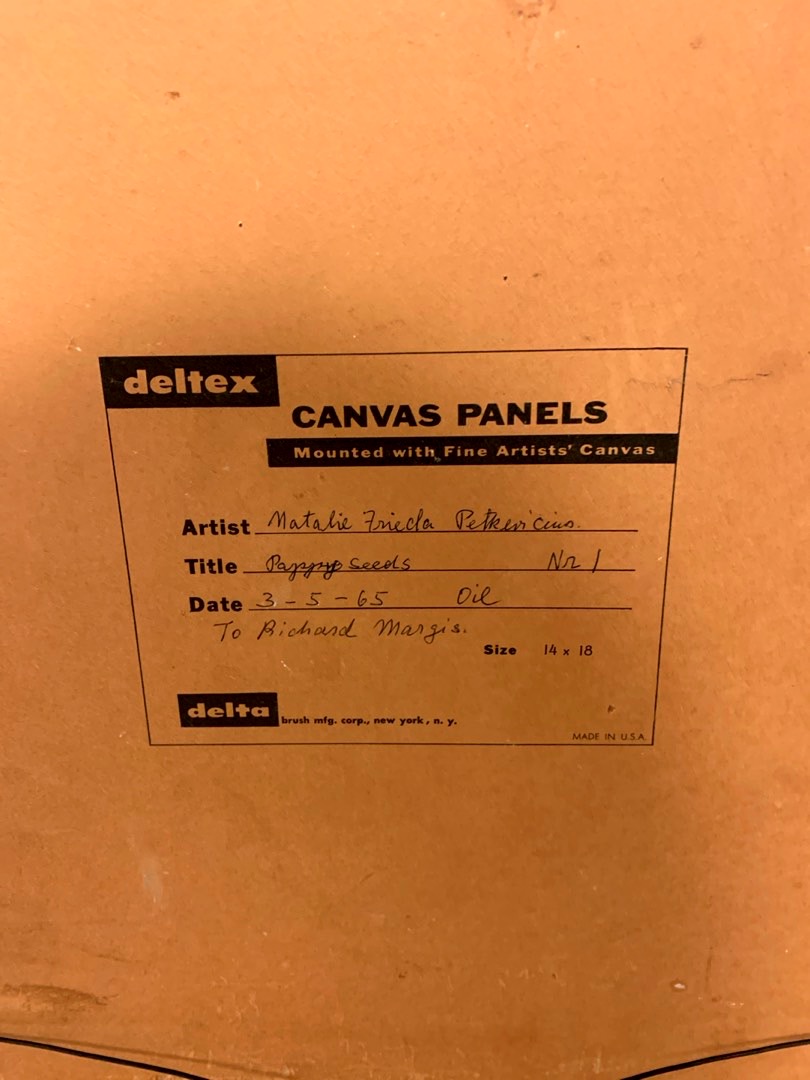 deltex
CANVAS PANELS
Mounted with Fine Artists' Canvas
Artist Natalie Frieda Petkevicius.
Title Pappyp Seeds Nr 1
Date 3-5-65 Oil
To Richard Margis.
Size 14 x 18
delta brush mfg. corp., new york, n. y.
MADE IN U.S.A.